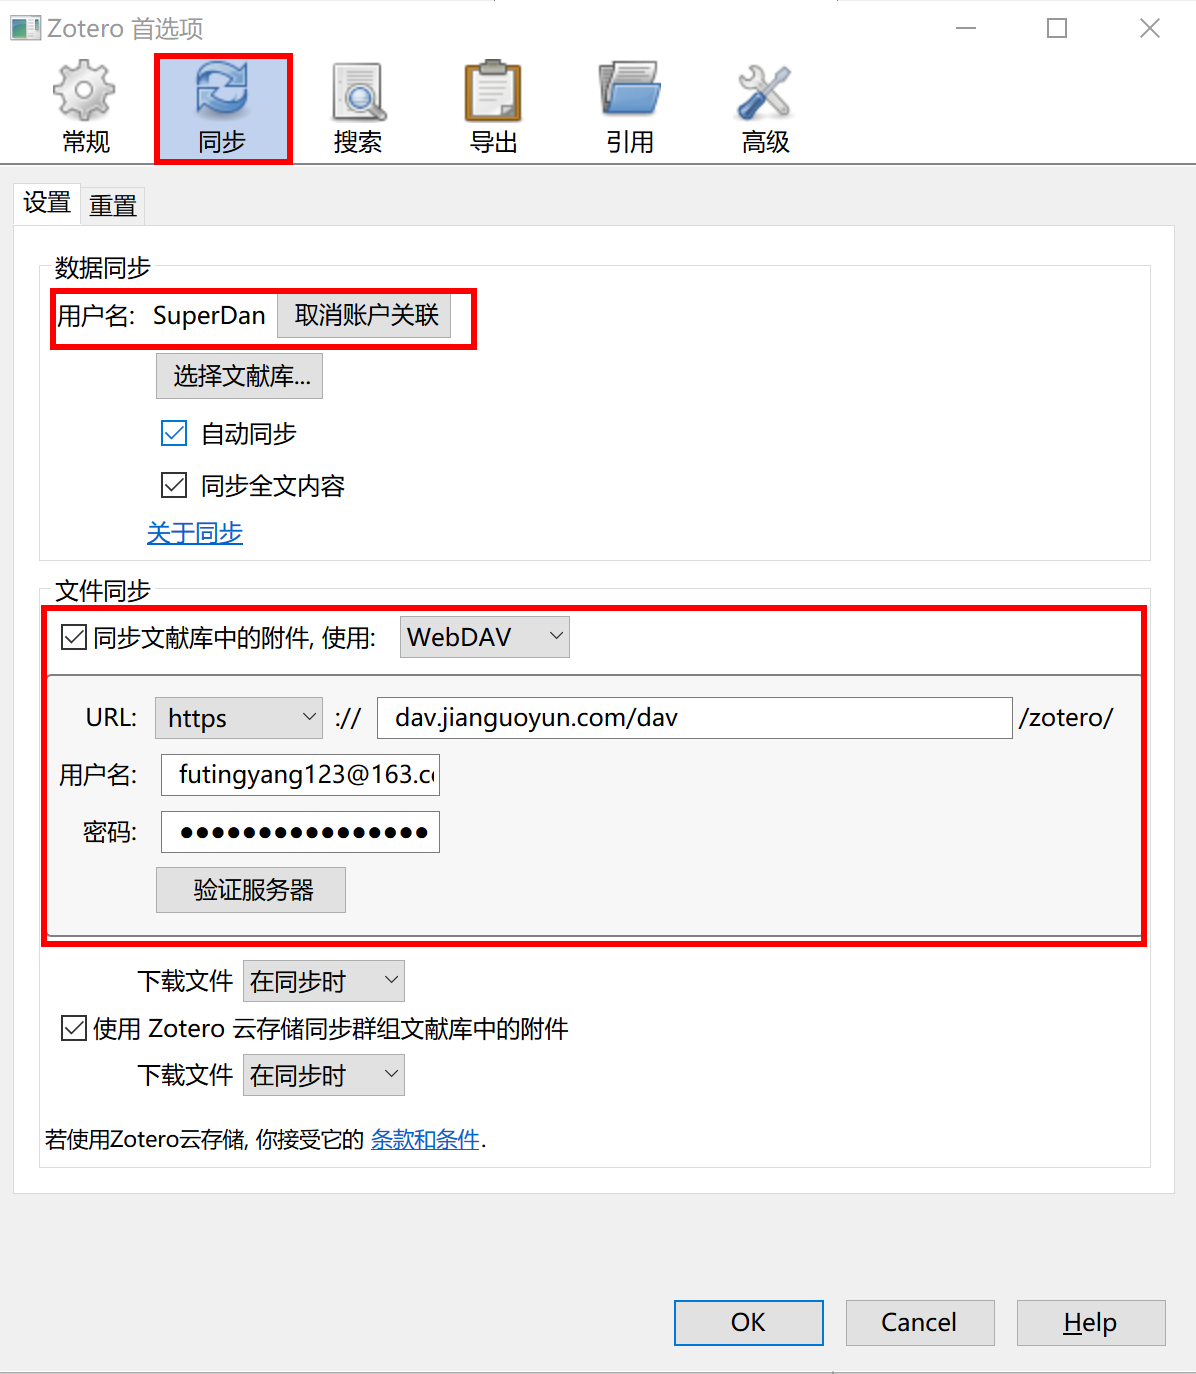 Zotero 首选项
常规 同步 搜索 导出 引用 高级
设置 重置
数据同步
用户名: SuperDan 取消账户关联
选择文献库...
自动同步
同步全文内容
关于同步
文件同步
同步文献库中的附件, 使用: WebDAV
URL: https :// dav.jianguoyun.com/dav /zotero/
用户名: futingyang123@163.c
密码: ●●●●●●●●●●●●●●●●
验证服务器
下载文件 在同步时
使用 Zotero 云存储同步群组文献库中的附件
下载文件 在同步时
若使用Zotero云存储, 你接受它的 条款和条件.
OK Cancel Help